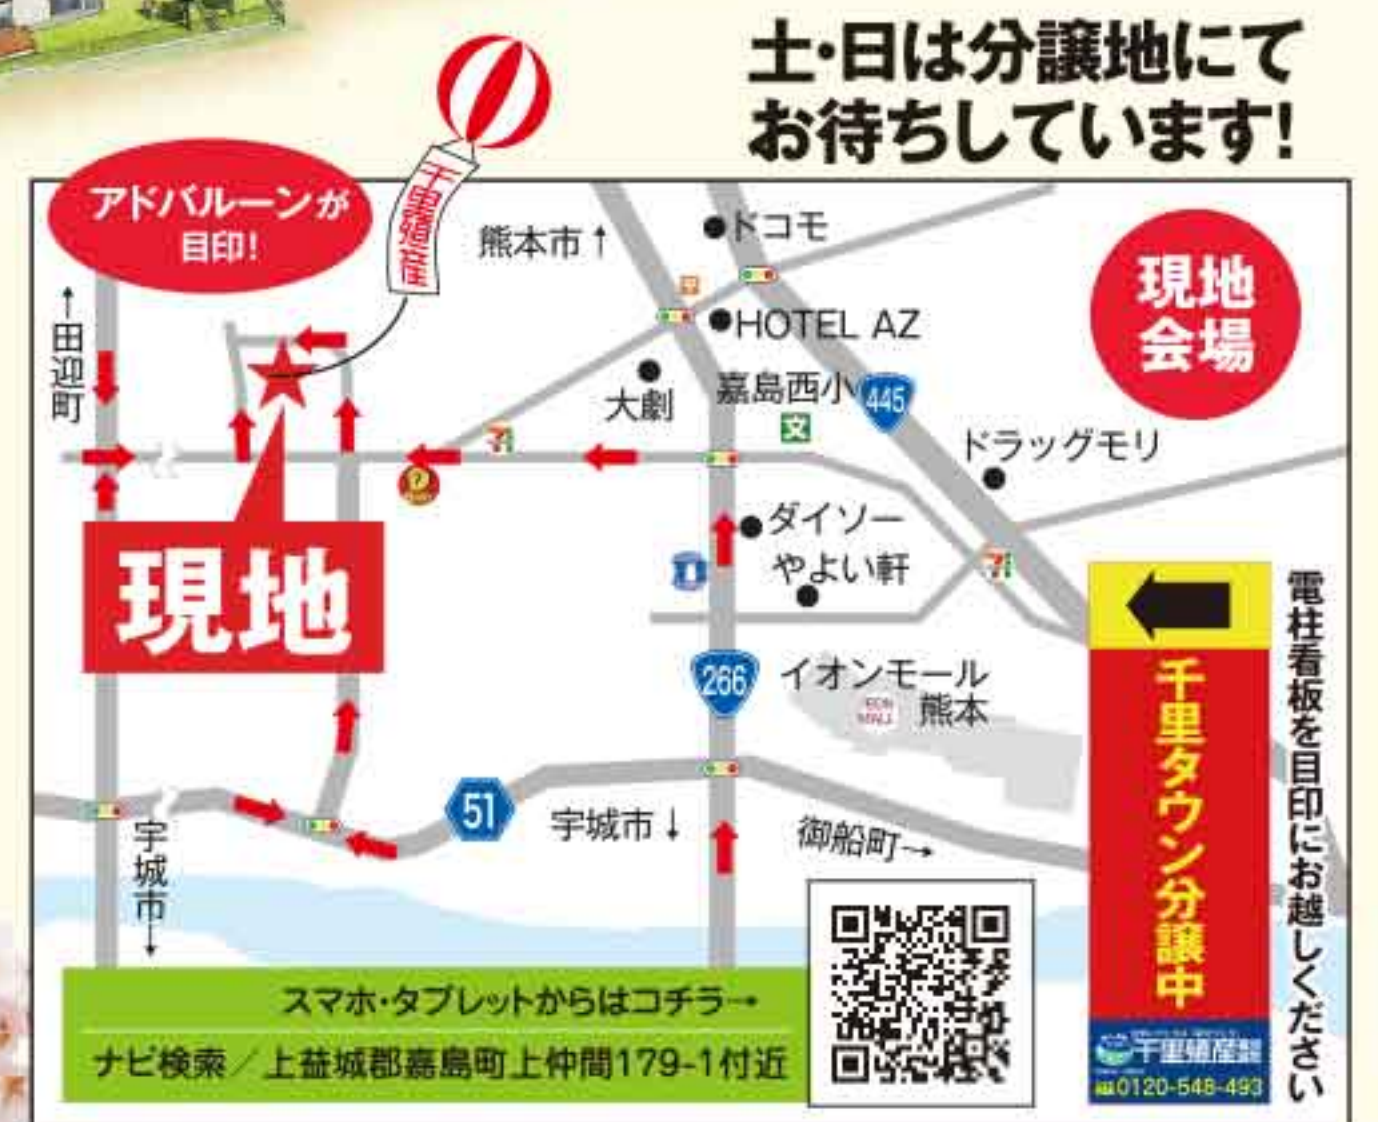 土・日は分譲地にて
お待ちしています!
アドバルーンが
目印!
千里殖産
熊本市↑
ドコモ
現地
会場
←田迎町
HOTEL AZ
大劇
嘉島西小
文
445
ドラッグモリ
ダイソー
やよい軒
現地
266
イオンモール
熊本
AEON
MALL
51
宇城市↓
御船町→
宇城市→
千里タウン分譲中
千里殖産
0120-548-493
電柱看板を目印にお越しください
スマホ・タブレットからはコチラ→
ナビ検索/上益城郡嘉島町上仲間179-1付近